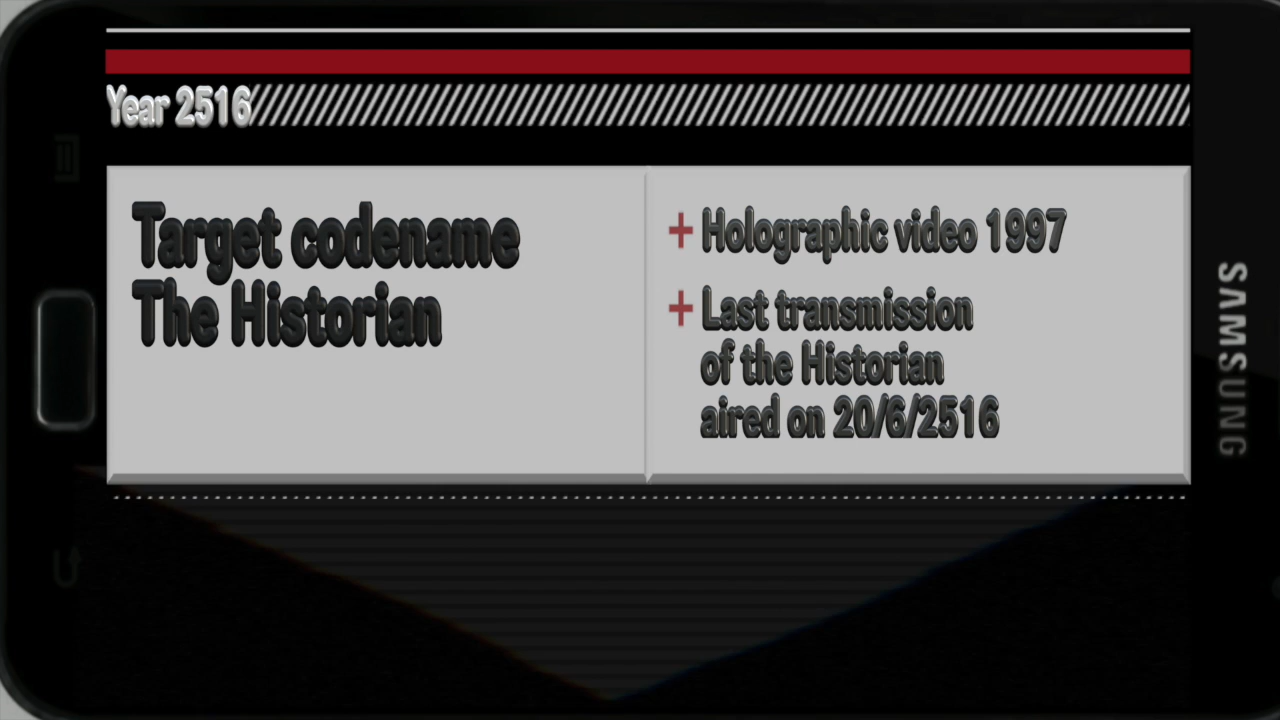 Year 2516
Target codename
The Historian
+ Holographic video 1997
+ Last transmission
of the Historian
aired on 20/6/2516
SAMSUNG